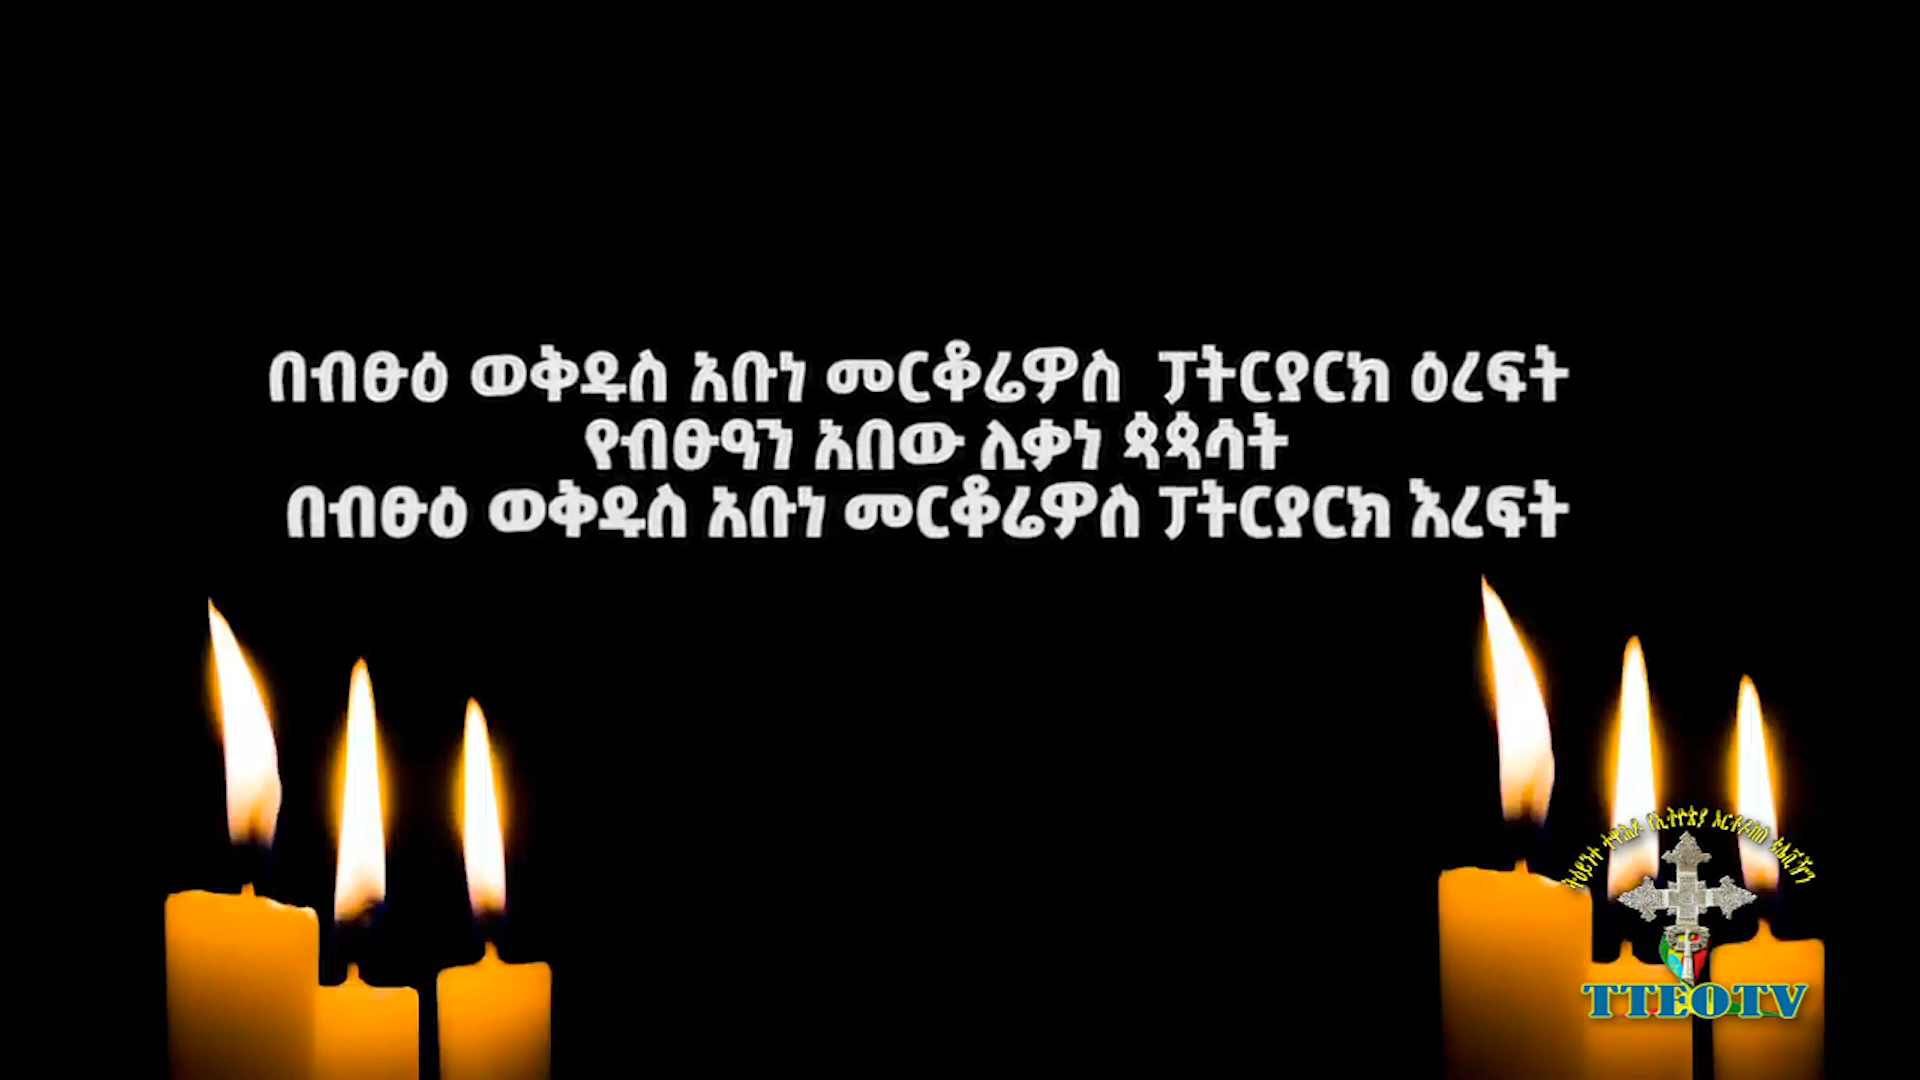 በብፁዕ ወቅዱስ አቡነ መርቆሬዎስ ፓትርያርክ ዕረፍት
የብፁዓን አበው ሊቃነ ጳጳሳት
በብፁዕ ወቅዱስ አቡነ መርቆሬዎስ ፓትርያርክ እረፍት
TTEOTV